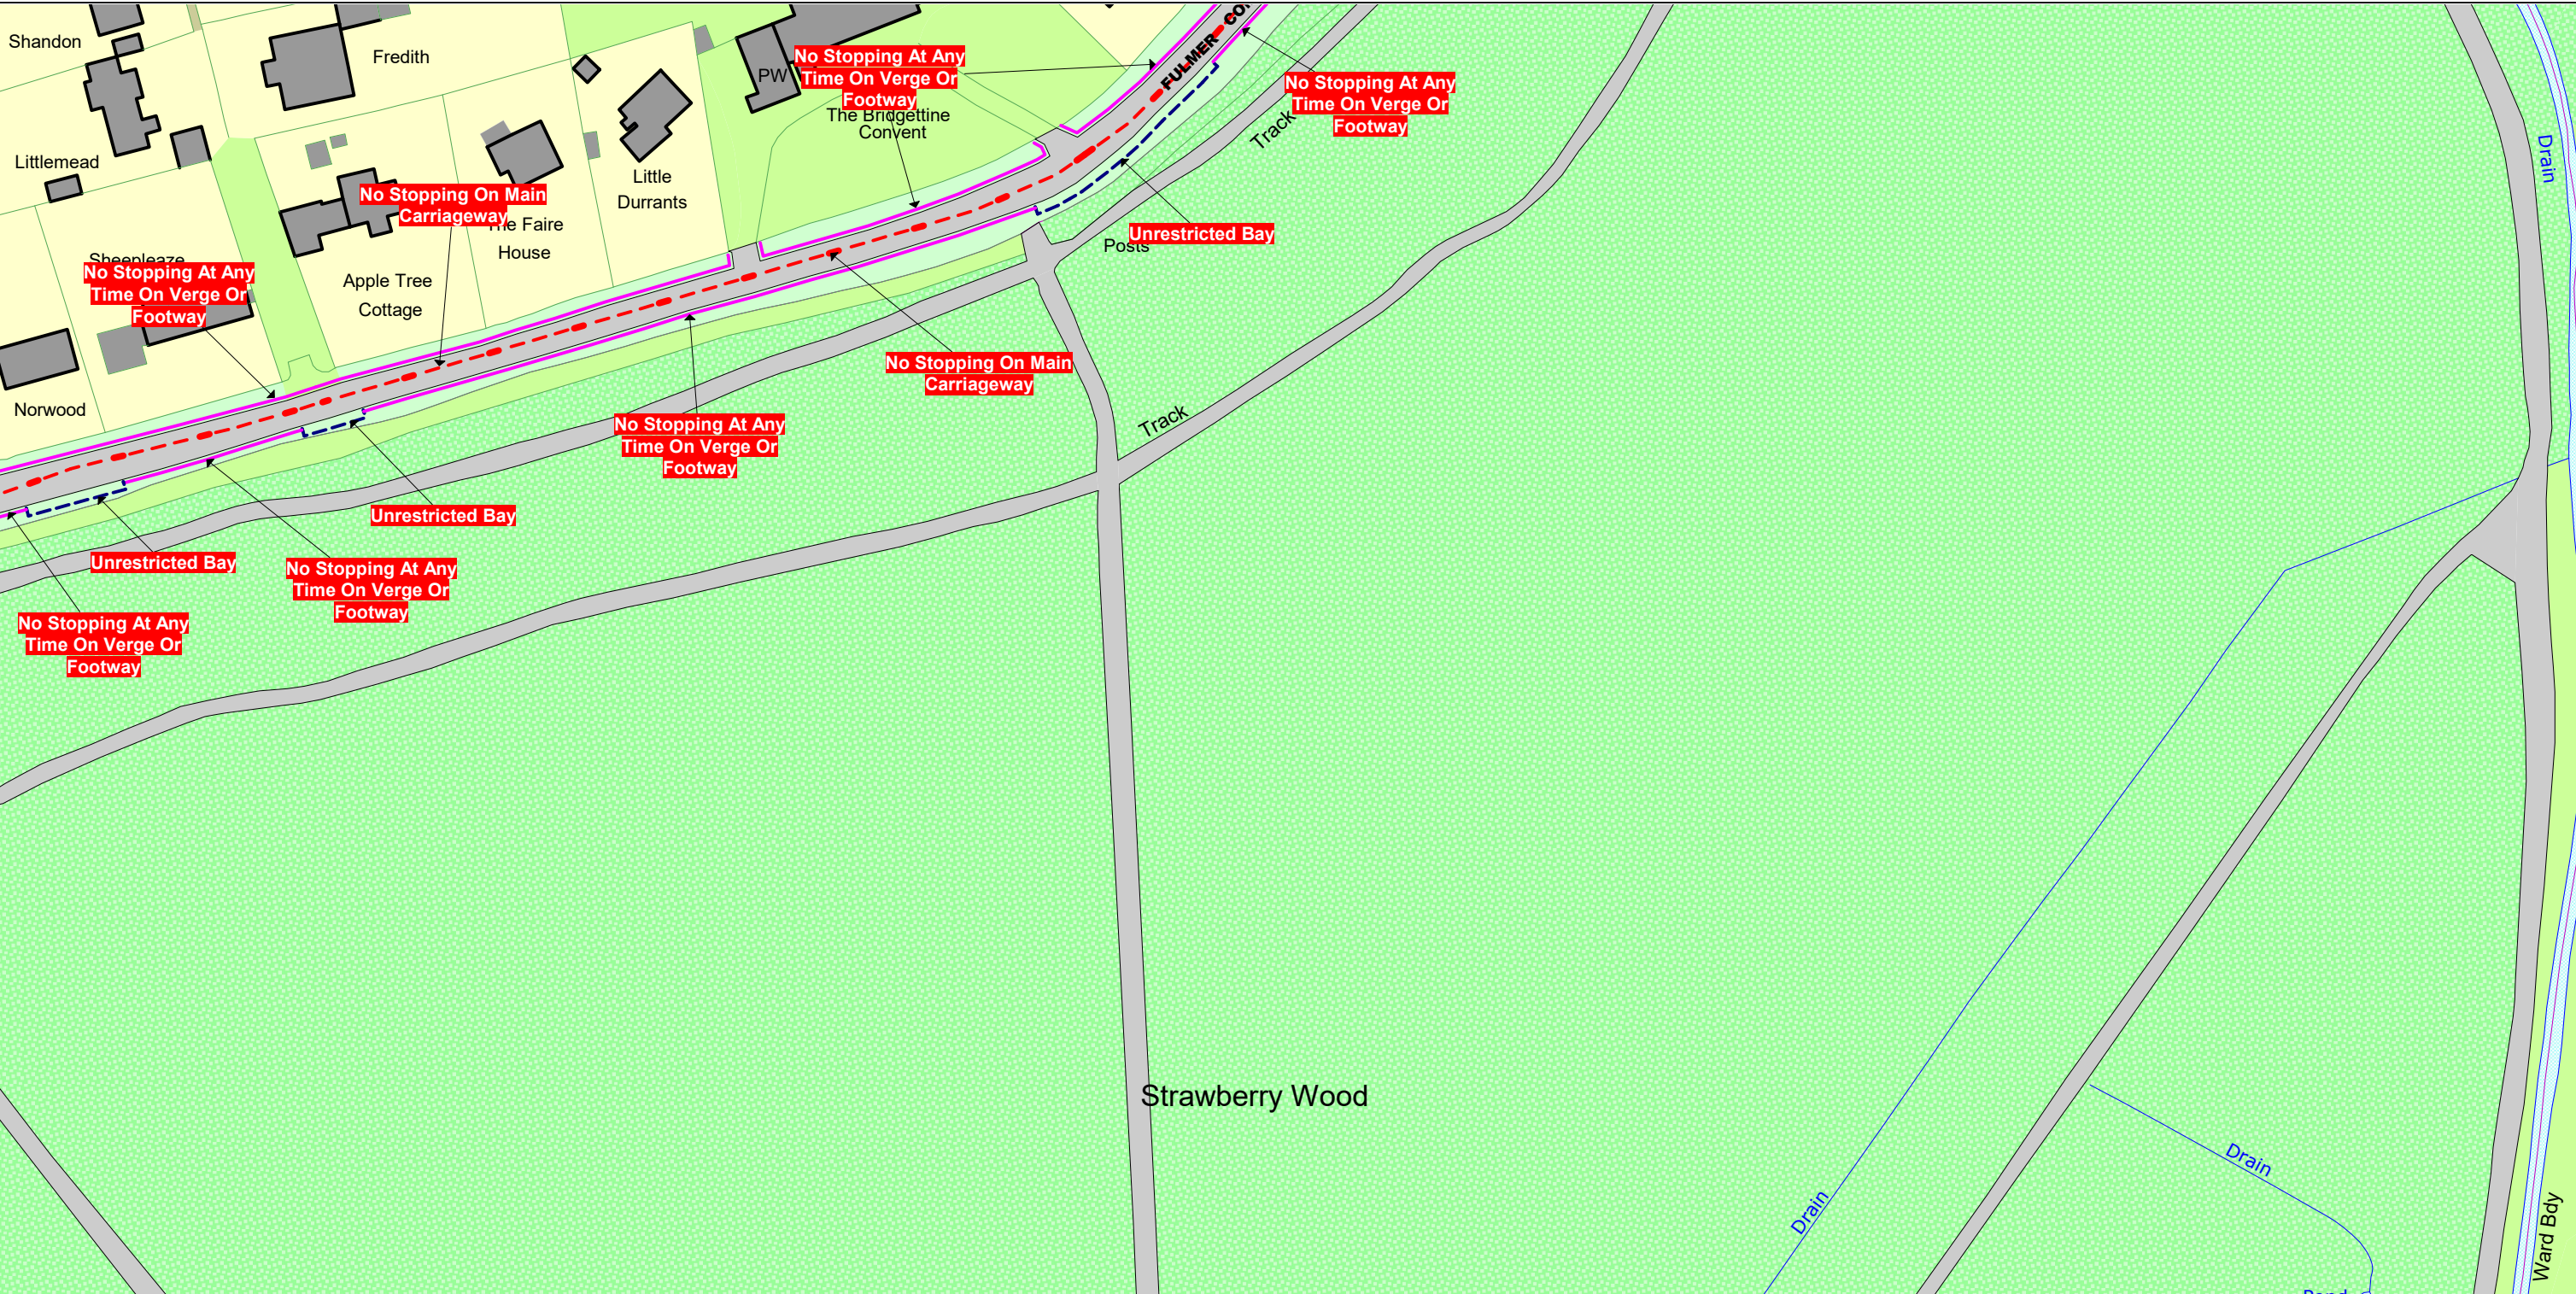 Shandon
Fredith
PW
No Stopping At Any
Time On Verge Or
Footway
The Bridgettine
Convent
FULMER
No Stopping At Any
Time On Verge Or
Footway
Track
Drain
Littlemead
Little
Durrants
No Stopping On Main
Carriageway
The Faire
House
Unrestricted Bay
Posts
Sheepleaze
No Stopping At Any
Time On Verge Or
Footway
Apple Tree
Cottage
No Stopping On Main
Carriageway
Norwood
Track
No Stopping At Any
Time On Verge Or
Footway
Unrestricted Bay
Unrestricted Bay
No Stopping At Any
Time On Verge Or
Footway
No Stopping At Any
Time On Verge Or
Footway
Strawberry Wood
Drain
Drain
Ward Bdy